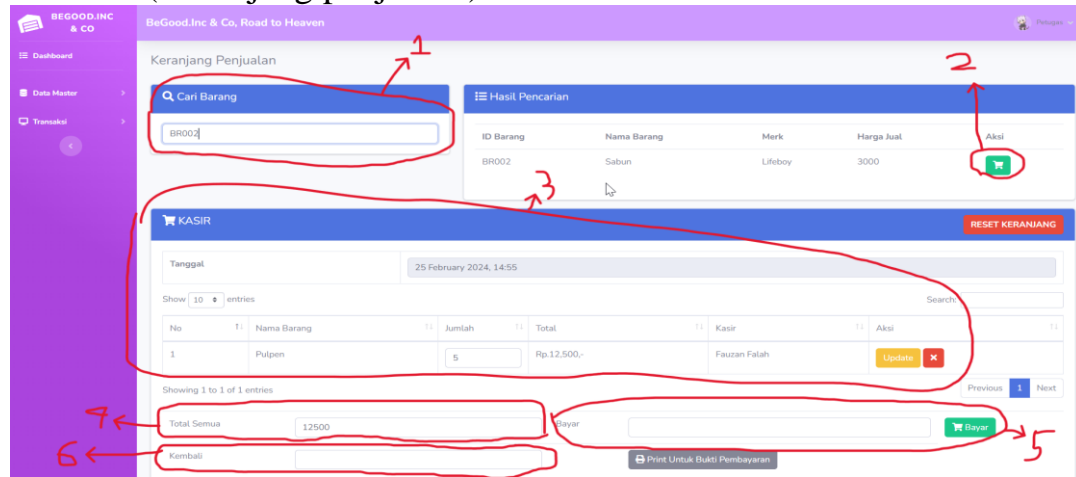 BEGOOD.INC
& CO
BeGood.Inc & Co, Road to Heaven
Petugas
Dashboard
Data Master
Transaksi
Keranjang Penjualan
1
2
Cari Barang
BR002
Hasil Pencarian
ID Barang Nama Barang Merk Harga Jual Aksi
BR002 Sabun Lifeboy 3000
3
KASIR
RESET KERANJANG
Tanggal 25 February 2024, 14:55
Show 10 entries Search:
No Nama Barang Jumlah Total Kasir Aksi
1 Pulpen 5 Rp.12,500,- Fauzan Falah Update
Showing 1 to 1 of 1 entries Previous 1 Next
4 Total Semua 12500 Bayar Bayar 5
6 Kembali Print Untuk Bukti Pembayaran